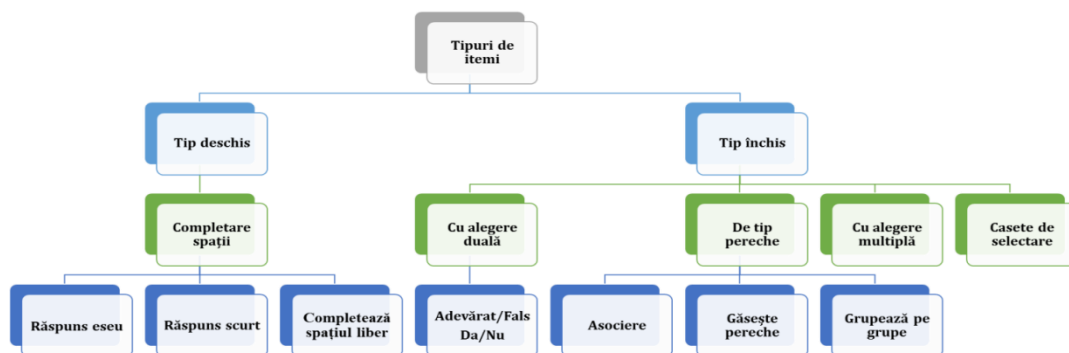 Tipuri de
itemi
Tip deschis
Tip închis
Completare
spații
Cu alegere
duală
De tip
pereche
Cu alegere
multiplă
Casete de
selectare
Răspuns eseu
Răspuns scurt
Completează
spațiul liber
Adevărat/Fals
Da/Nu
Asociere
Găsește
pereche
Grupează pe
grupe